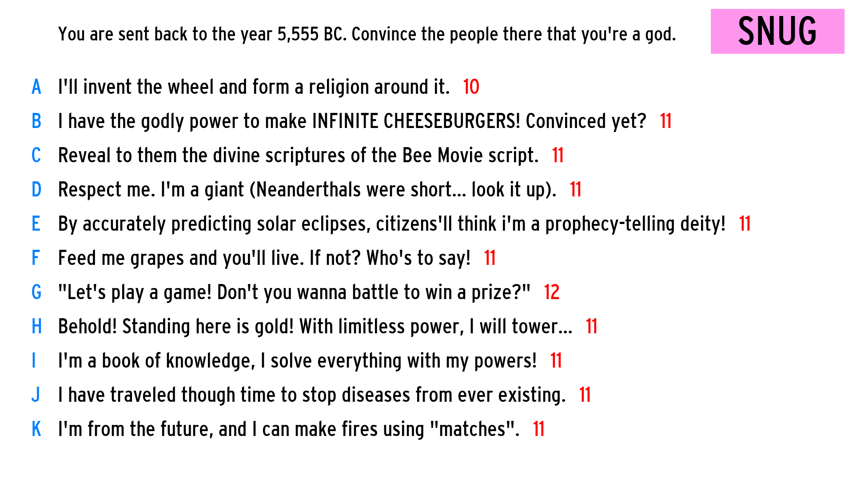 You are sent back to the year 5,555 BC. Convince the people there that you're a god.
SNUG
A I'll invent the wheel and form a religion around it. 10
B I have the godly power to make INFINITE CHEESEBURGERS! Convinced yet? 11
C Reveal to them the divine scriptures of the Bee Movie script. 11
D Respect me. I'm a giant (Neanderthals were short... look it up). 11
E By accurately predicting solar eclipses, citizens'll think i'm a prophecy-telling deity! 11
F Feed me grapes and you'll live. If not? Who's to say! 11
G "Let's play a game! Don't you wanna battle to win a prize?" 12
H Behold! Standing here is gold! With limitless power, I will tower... 11
I I'm a book of knowledge, I solve everything with my powers! 11
J I have traveled though time to stop diseases from ever existing. 11
K I'm from the future, and I can make fires using "matches". 11